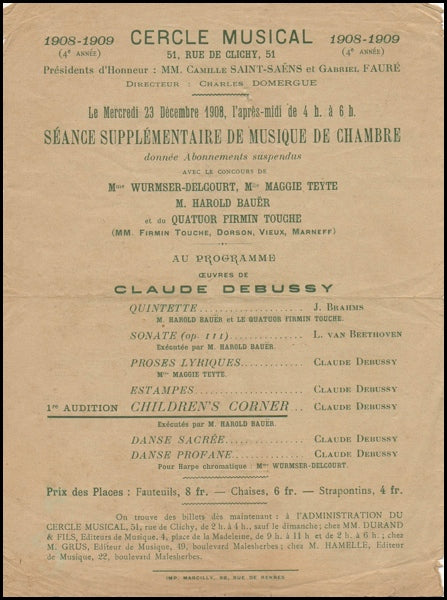 1908-1909 CERCLE MUSICAL 1908-1909
(4e ANNÉE) 51, RUE DE CLICHY, 51 (4e ANNÉE)
Présidents d'Honneur : MM. Camille SAINT-SAËNS et Gabriel FAURÉ
Directeur : Charles DOMERGUE
Le Mercredi 23 Décembre 1908, l'après-midi de 4 h. à 6 h.
SÉANCE SUPPLÉMENTAIRE DE MUSIQUE DE CHAMBRE
donnée Abonnements suspendus
AVEC LE CONCOURS DE
Mme WURMSER-DELCOURT, Mlle MAGGIE TEYTE
M. HAROLD BAUËR
et du QUATUOR FIRMIN TOUCHE
(MM. Firmin TOUCHE, DORSON, VIEUX, MARNEFF)
AU PROGRAMME
ŒUVRES DE
CLAUDE DEBUSSY
QUINTETTE .................... J. Brahms
M. HAROLD BAUËR et LE QUATUOR FIRMIN TOUCHE.
SONATE (op. 111) .............. L. van Beethoven
Exécutée par M. HAROLD BAUËR.
PROSES LYRIQUES ............ Claude Debussy
Mlle MAGGIE TEYTE.
ESTAMPES .................... Claude Debussy
1re AUDITION CHILDREN'S CORNER ... Claude Debussy
Exécutés par M. HAROLD BAUËR.
DANSE SACRÉE .............. Claude Debussy
DANSE PROFANE ............ Claude Debussy
Pour Harpe chromatique : Mme WURMSER-DELCOURT.
Prix des Places : Fauteuils, 8 fr. — Chaises, 6 fr. — Strapontins, 4 fr.
On trouve des billets dès maintenant : à l'ADMINISTRATION DU
CERCLE MUSICAL, 51, rue de Clichy, de 2 h. à 4 h., sauf le dimanche; chez MM. DURAND
& FILS, Editeurs de Musique, 4, place de la Madeleine, de 9 h. à 11 h et de 2 h. à 6 h. ; chez
M. GRUS, Editeur de Musique, 49, boulevard Malesherbes; chez M. HAMELLE, Editeur
de Musique, 22, boulevard Malesherbes.
IMP. MARCILLY, 98, RUE DE RENNES